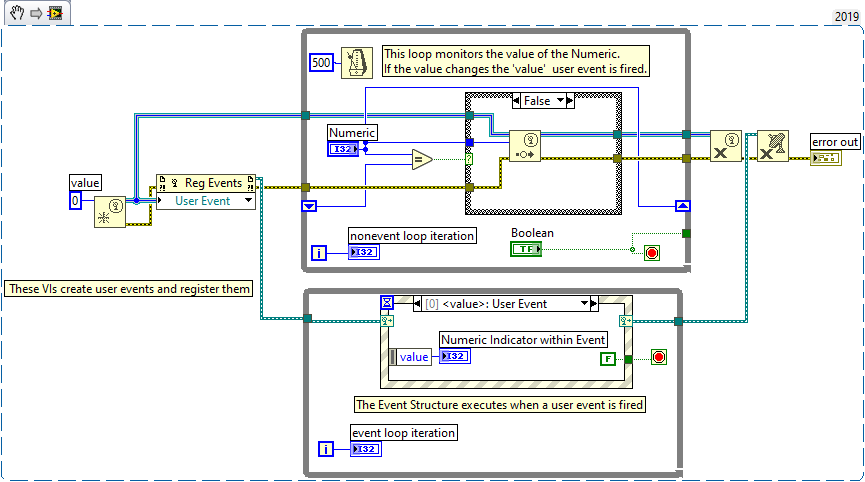 2019
500
This loop monitors the value of the Numeric.
If the value changes the 'value' user event is fired.
False
Numeric
I32
=
?
error out
value
0
Reg Events
User Event
nonevent loop iteration
i
I32
Boolean
TF
These VIs create user events and register them
[0] <value>: User Event
Numeric Indicator within Event
value
I32
F
The Event Structure executes when a user event is fired
event loop iteration
i
I32